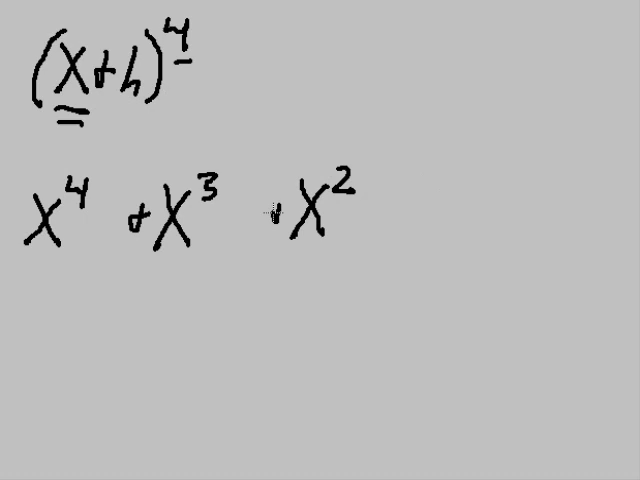 (x+h)⁴
x⁴ +x³ +x²